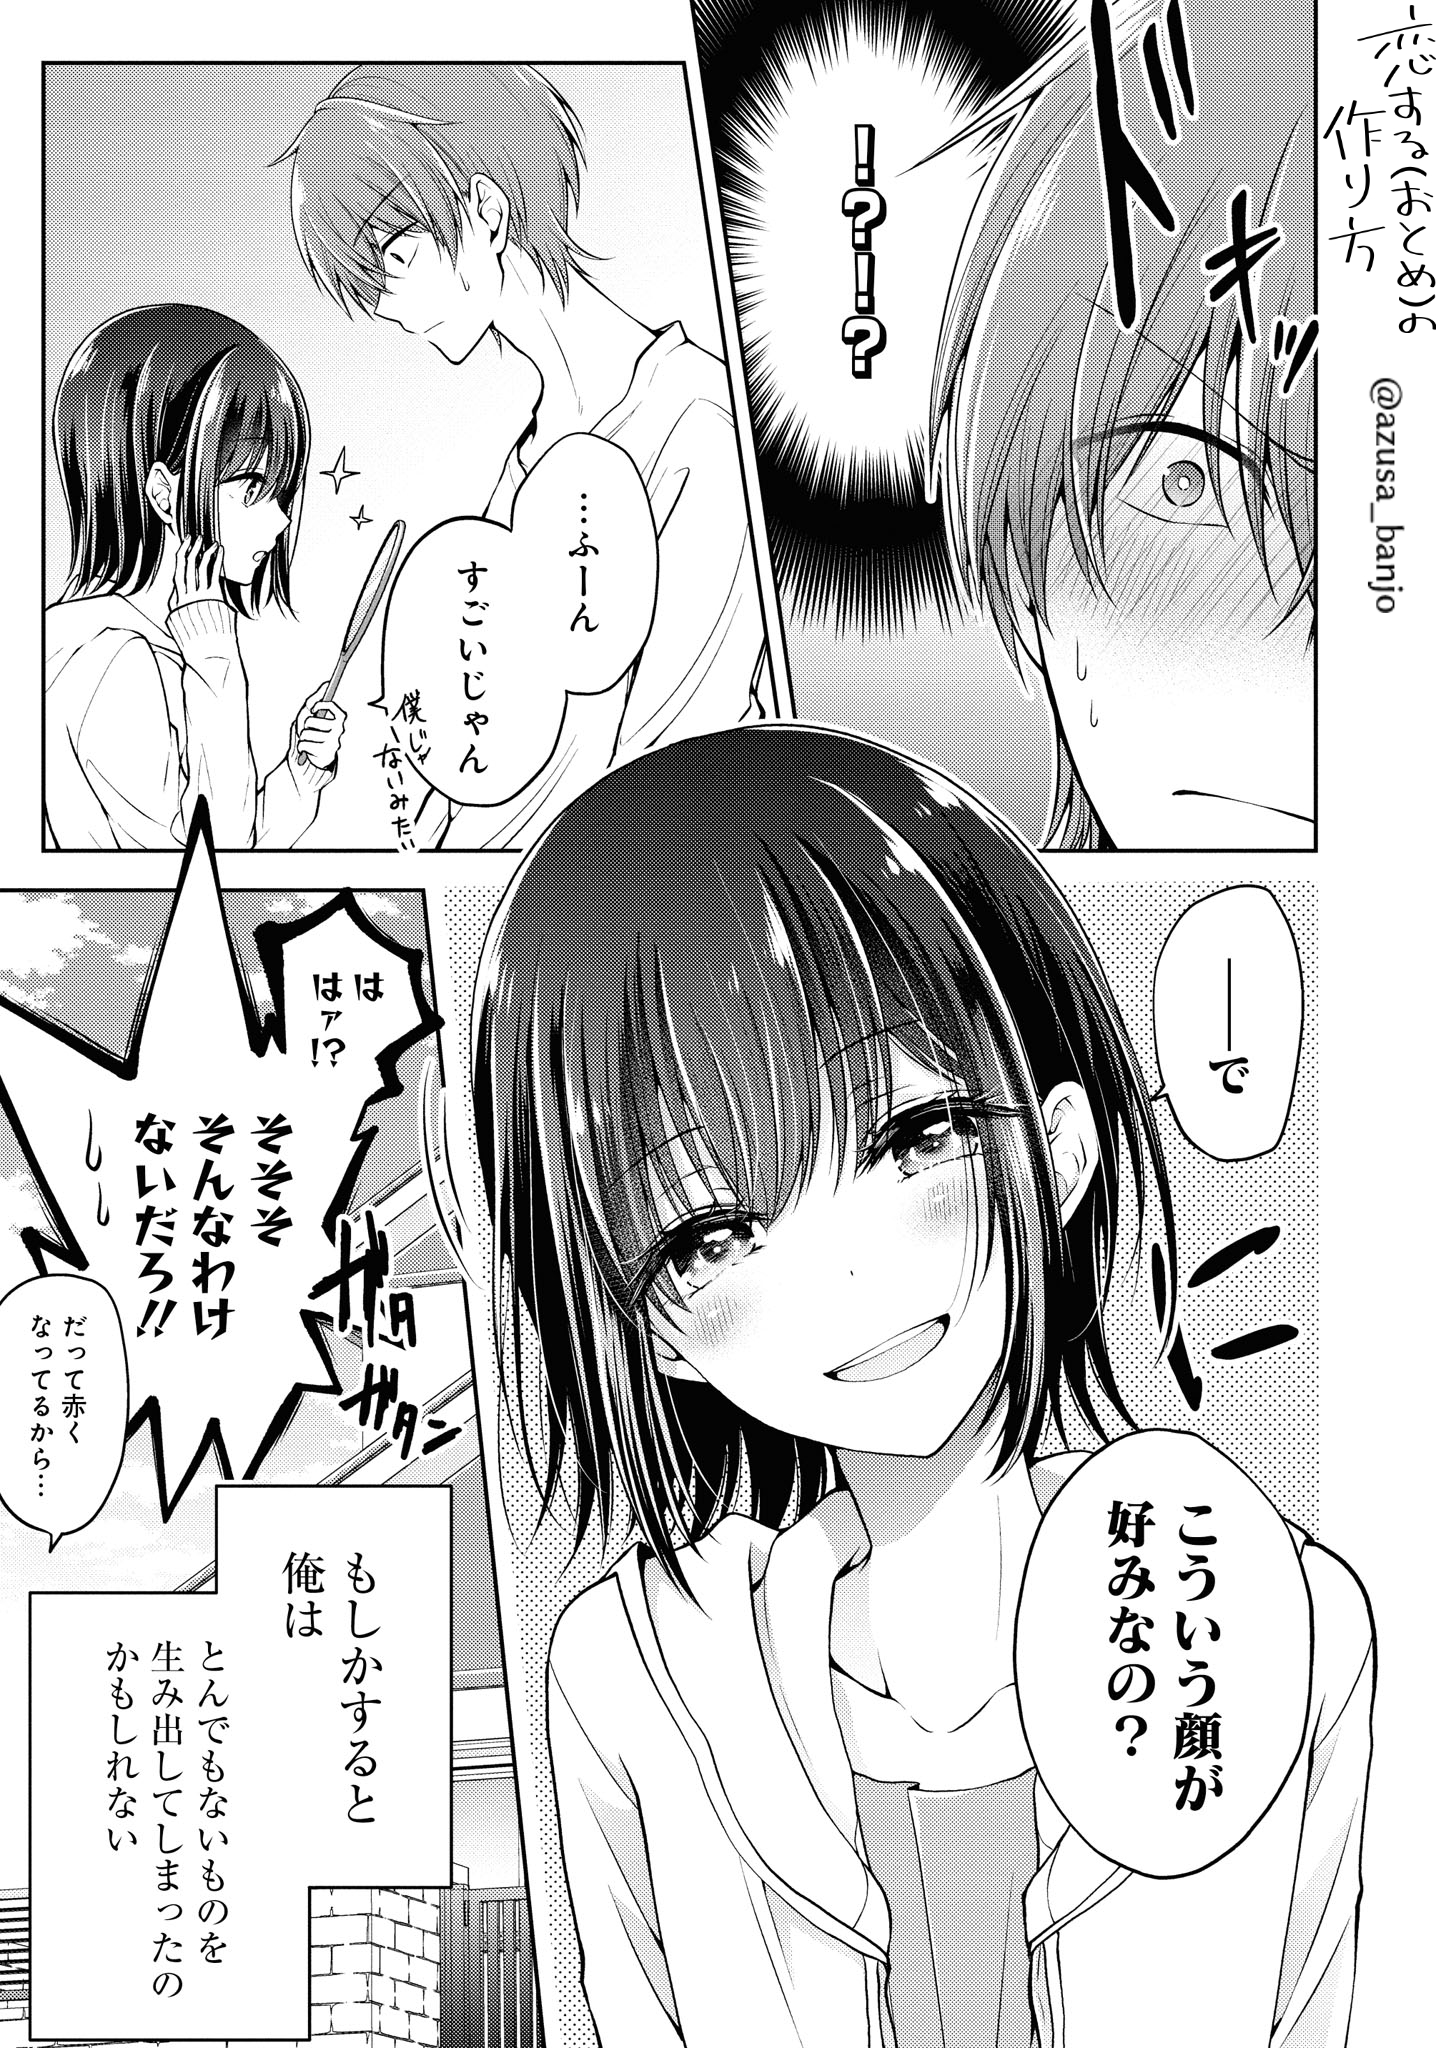 恋する(おとめ)の
作り方
@azusa_banjo
ドキッ
!?!?
…ふーん
すごいじゃん
僕じゃ
ないみたい
――で
ニコ
こういう顔が
好みなの?
は
はァ!?
そそそ
そんなわけ
ないだろ!!
ガタ
ガタン
だって赤く
なってるから…
もしかすると
俺は
とんでもないものを
生み出してしまったの
かもしれない